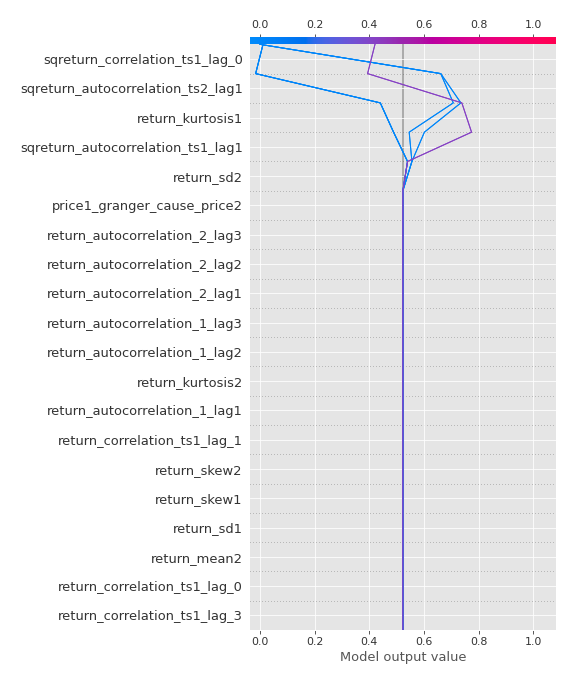 0.0 0.2 0.4 0.6 0.8 1.0
sqreturn_correlation_ts1_lag_0
sqreturn_autocorrelation_ts2_lag1
return_kurtosis1
sqreturn_autocorrelation_ts1_lag1
return_sd2
price1_granger_cause_price2
return_autocorrelation_2_lag3
return_autocorrelation_2_lag2
return_autocorrelation_2_lag1
return_autocorrelation_1_lag3
return_autocorrelation_1_lag2
return_kurtosis2
return_autocorrelation_1_lag1
return_correlation_ts1_lag_1
return_skew2
return_skew1
return_sd1
return_mean2
return_correlation_ts1_lag_0
return_correlation_ts1_lag_3
0.0 0.2 0.4 0.6 0.8 1.0
Model output value